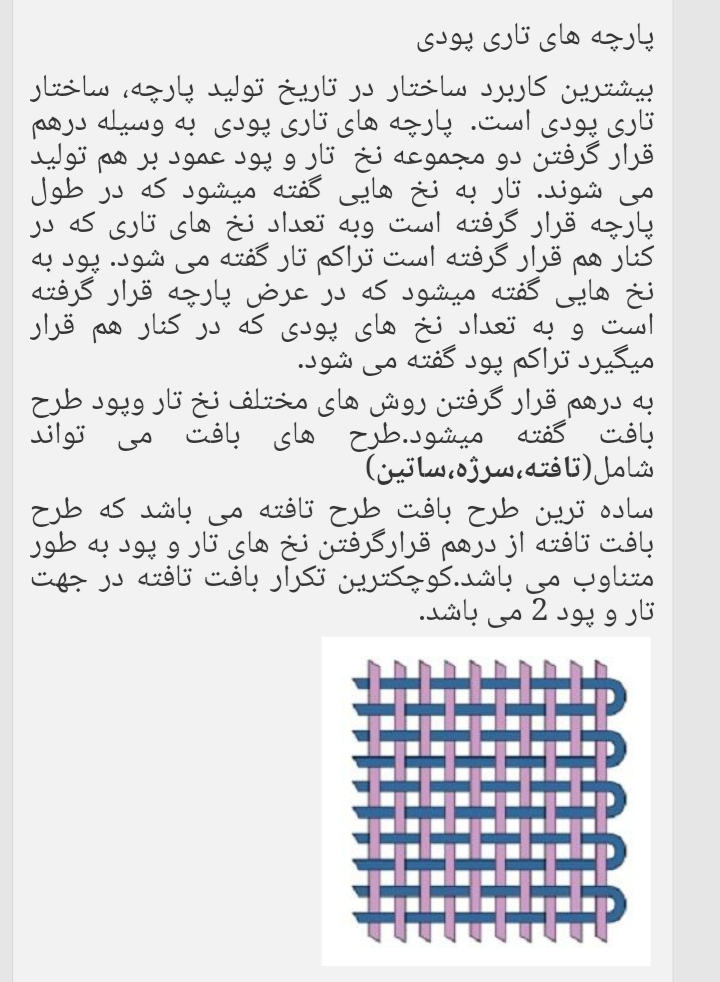 پارچه های تاری پودی
بیشترین کاربرد ساختار در تاریخ تولید پارچه، ساختار
تاری پودی است. پارچه های تاری پودی به وسیله درهم
قرار گرفتن دو مجموعه نخ تار و پود عمود بر هم تولید
می شوند. تار به نخ هایی گفته میشود که در طول
پارچه قرار گرفته است وبه تعداد نخ های تاری که در
کنار هم قرار گرفته است تراکم تار گفته می شود. پود به
نخ هایی گفته میشود که در عرض پارچه قرار گرفته
است و به تعداد نخ های پودی که در کنار هم قرار
میگیرد تراکم پود گفته می شود.
به درهم قرار گرفتن روش های مختلف نخ تار وپود طرح
بافت گفته میشود.طرح های بافت می تواند
شامل(تافته،سرژه،ساتین)
ساده ترین طرح بافت طرح تافته می باشد که طرح
بافت تافته از درهم قرارگرفتن نخ های تار و پود به طور
متناوب می باشد.کوچکترین تکرار بافت تافته در جهت
تار و پود 2 می باشد.